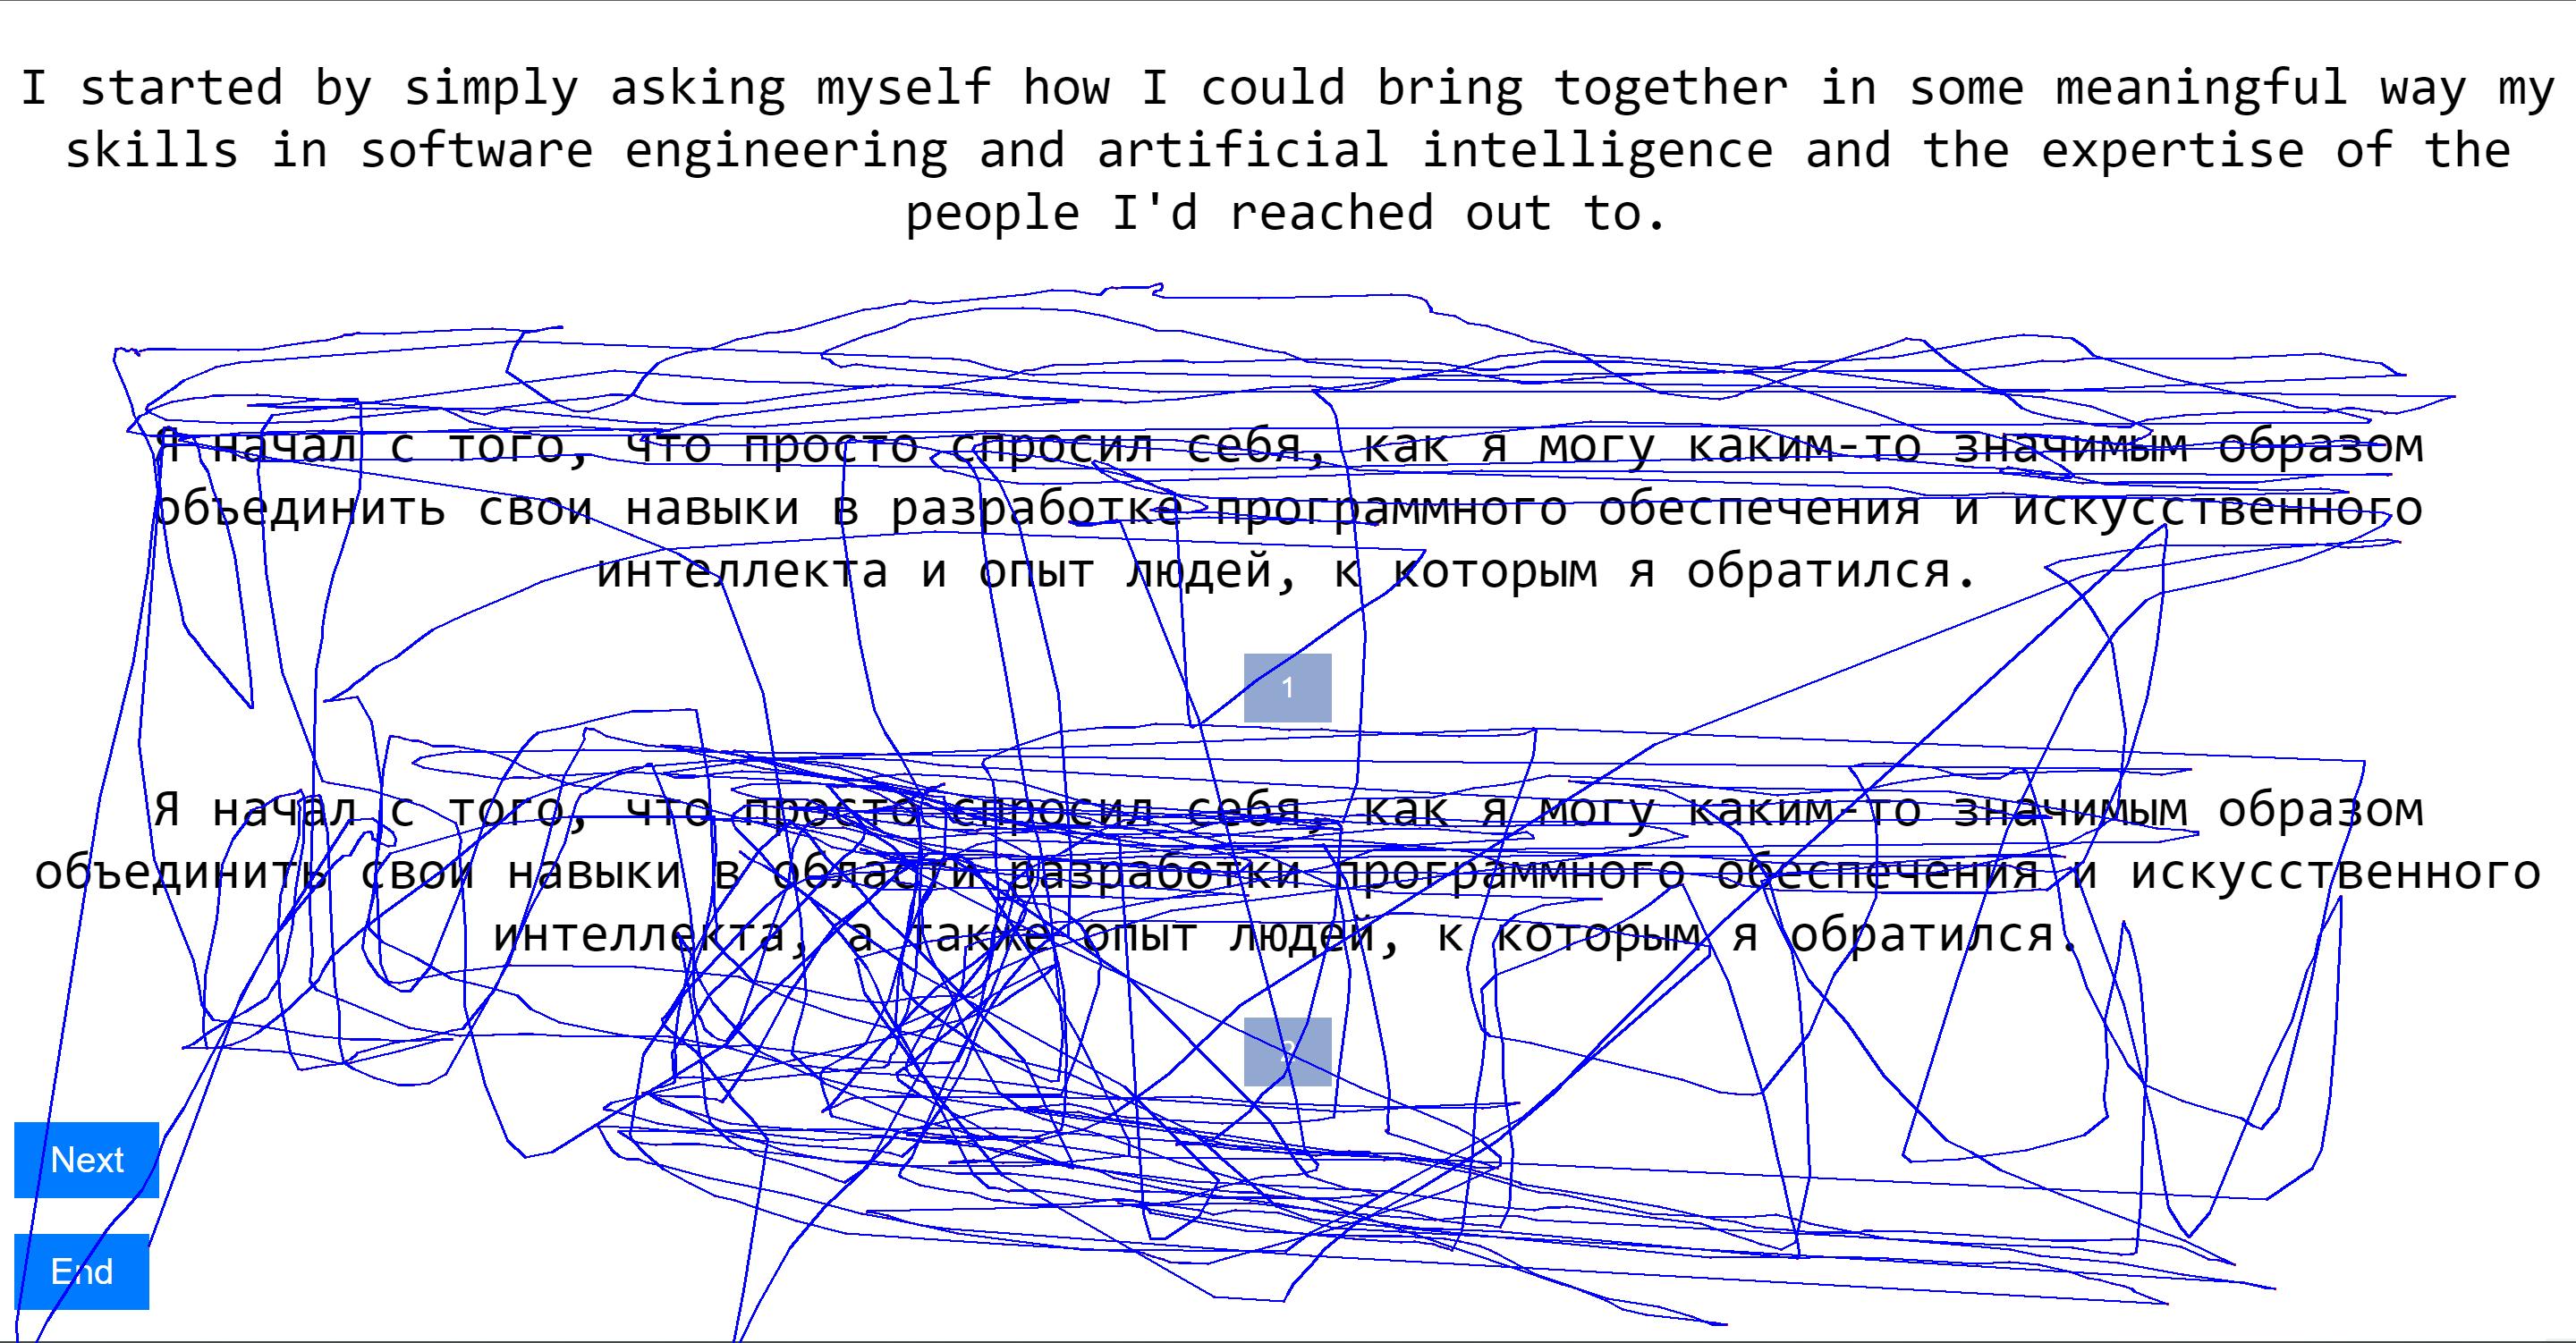 I started by simply asking myself how I could bring together in some meaningful way my
skills in software engineering and artificial intelligence and the expertise of the
people I'd reached out to.
Я начал с того, что просто спросил себя, как я могу каким-то значимым образом
объединить свои навыки в разработке программного обеспечения и искусственного
интеллекта и опыт людей, к которым я обратился.
1
Я начал с того, что просто спросил себя, как я могу каким-то значимым образом
объединить свои навыки в области разработки программного обеспечения и искусственного
интеллекта, а также опыт людей, к которым я обратился.
2
Next
End